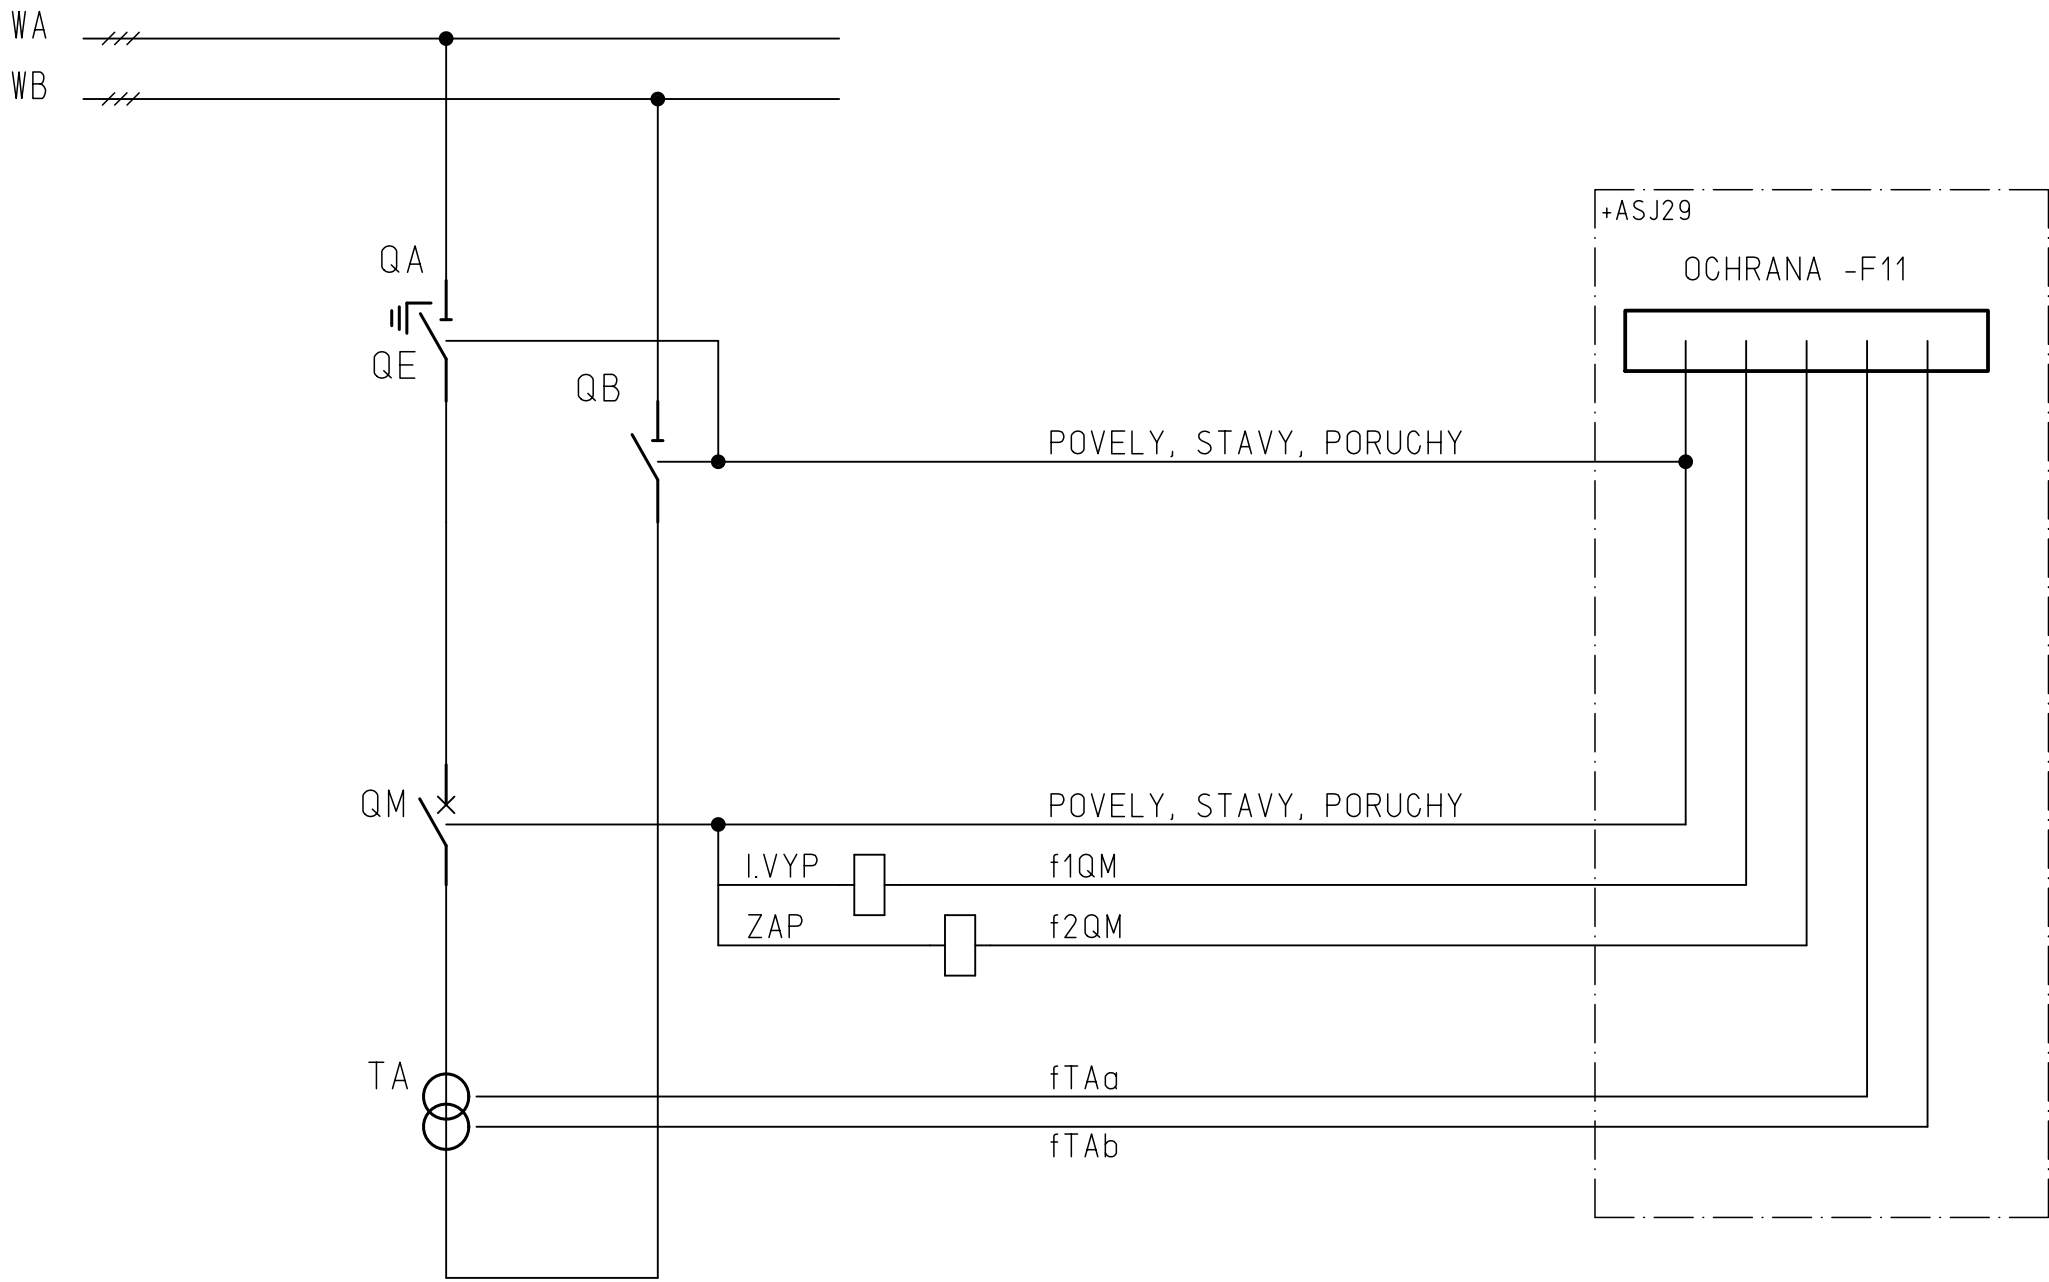 WA
WB
+ASJ29
QA
OCHRANA -F11
QE
QB
POVELY, STAVY, PORUCHY
QM
POVELY, STAVY, PORUCHY
I.VYP
f1QM
ZAP
f2QM
TA
fTAa
fTAb